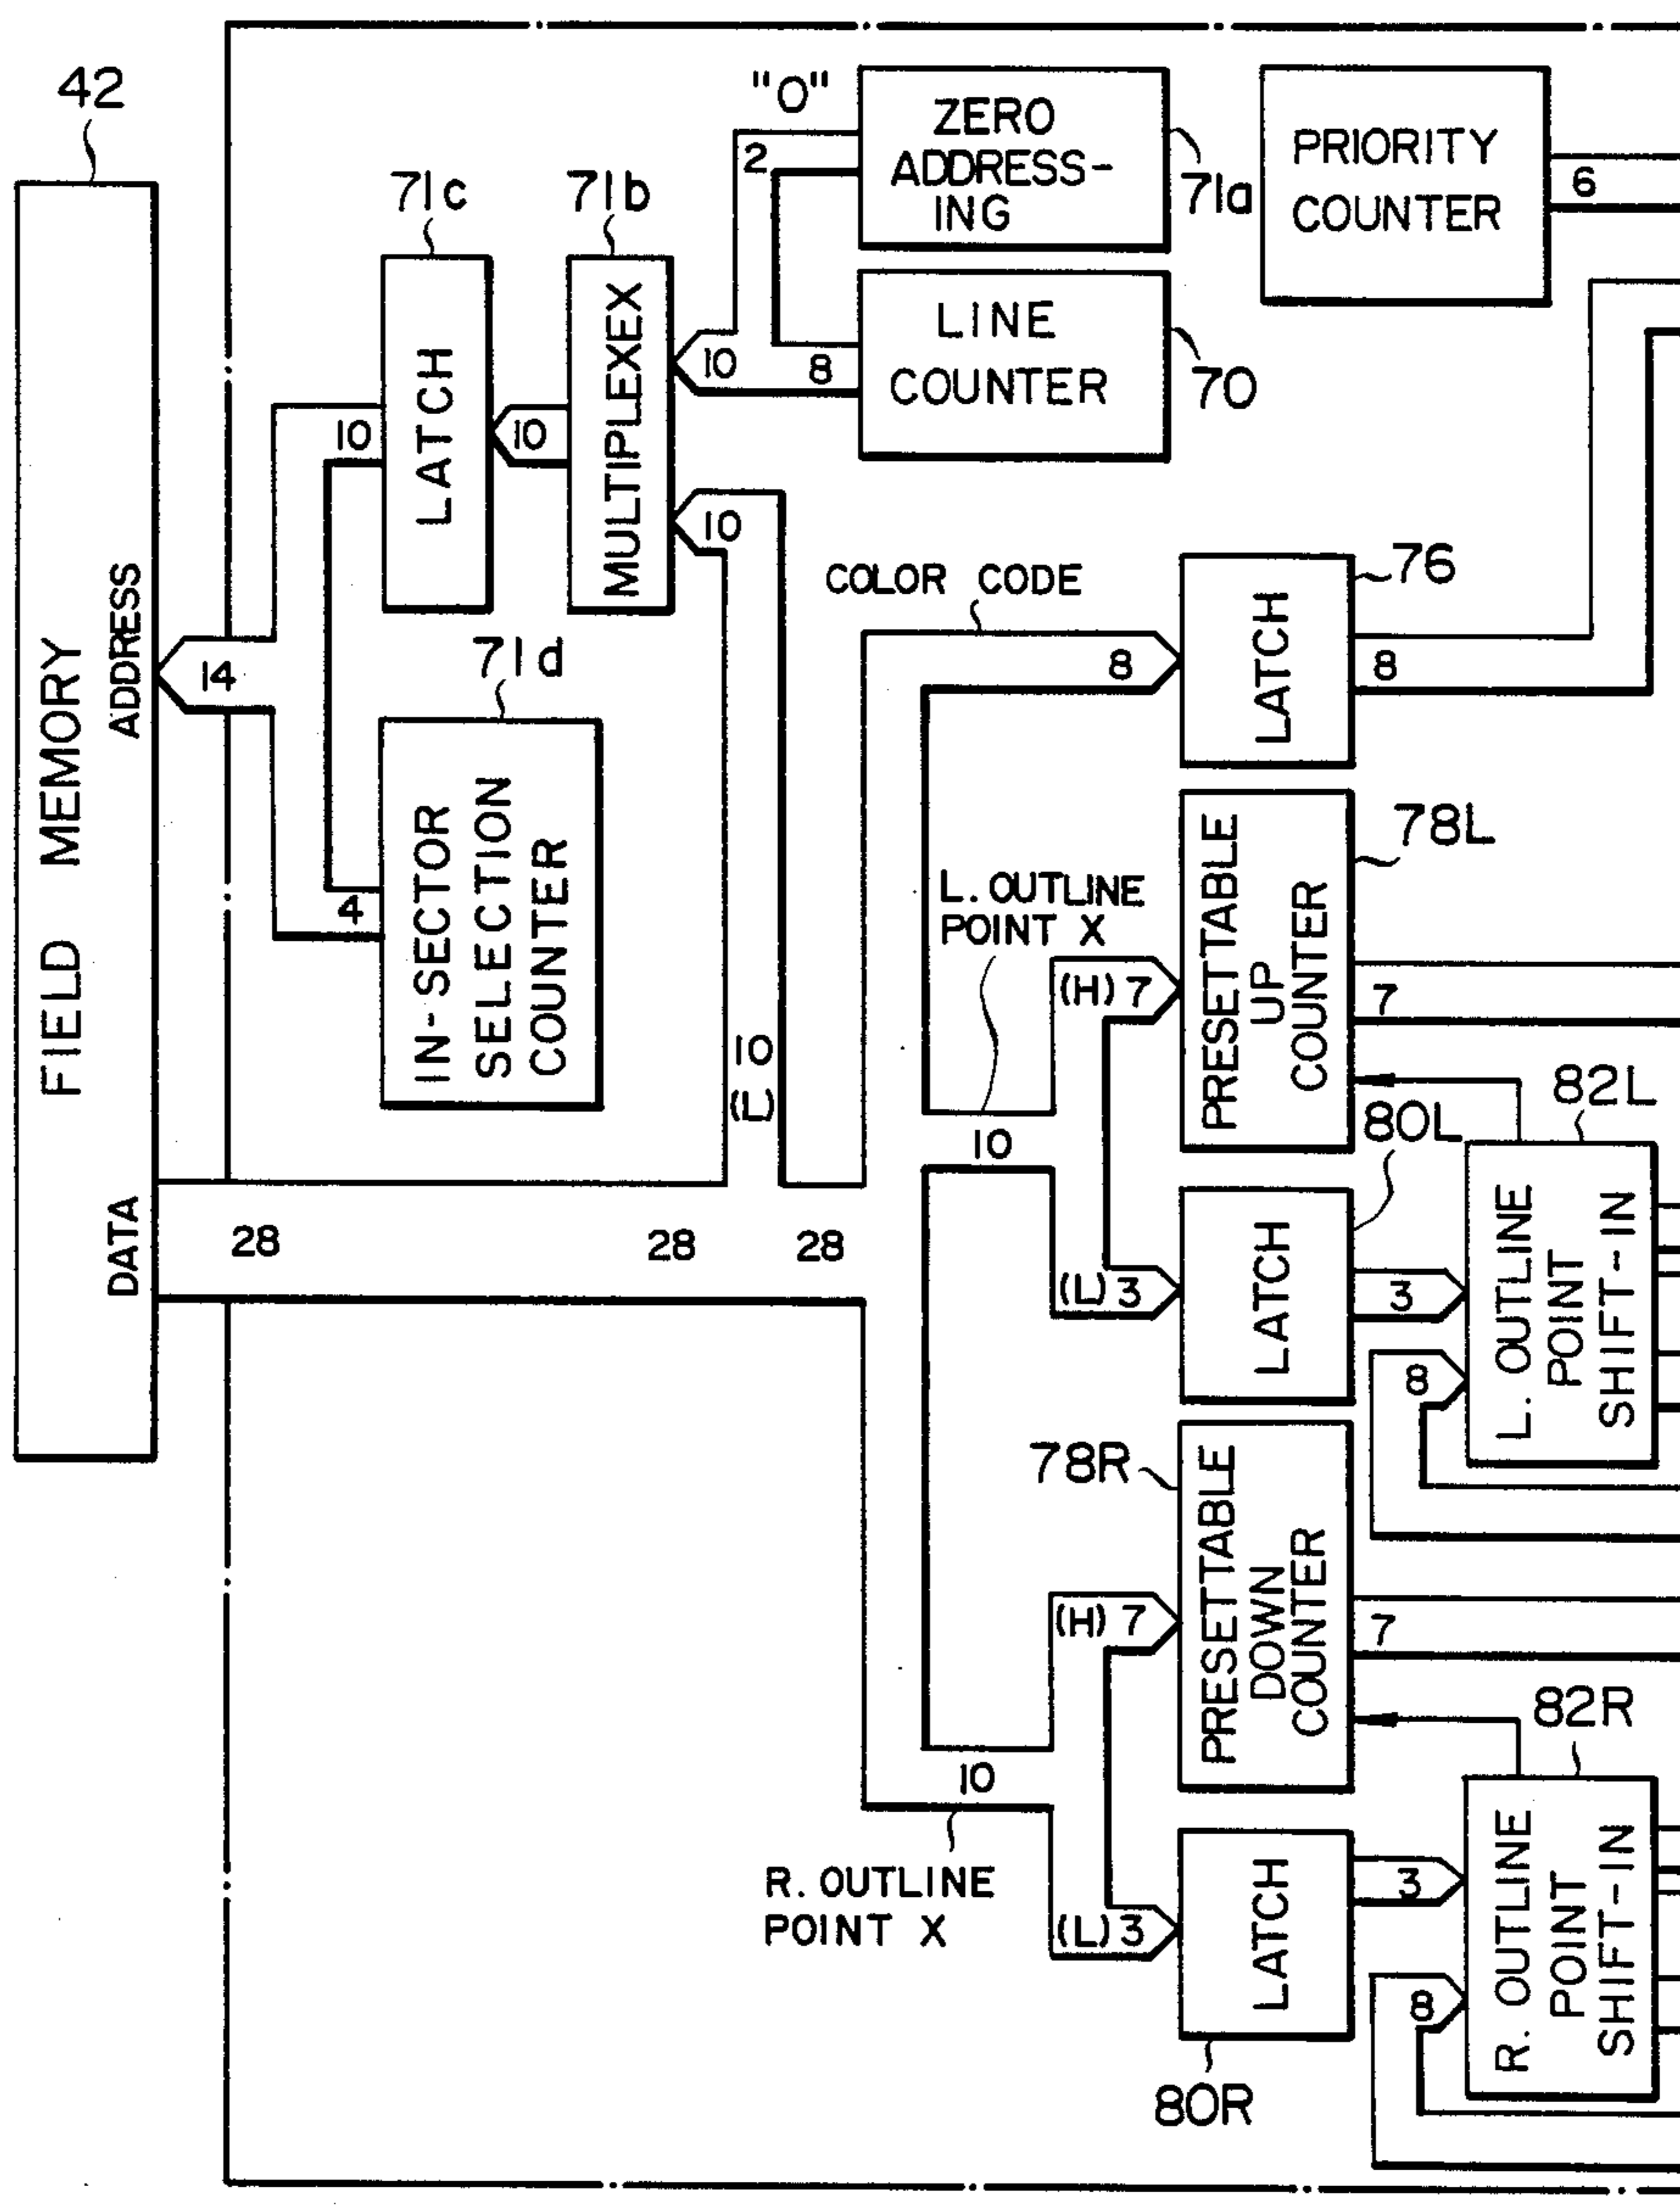 42
FIELD MEMORY
ADDRESS
DATA
14
71c
LATCH
10
10
71b
MULTIPLEXEX
10
10
"O"
2
ZERO
ADDRESS-
ING
71a
8
LINE
COUNTER
70
PRIORITY
COUNTER
6
71d
IN-SECTOR
SELECTION
COUNTER
4
10
(L)
28
28
28
COLOR CODE
8
LATCH
76
8
L. OUTLINE
POINT X
10
(H) 7
PRESETTABLE
UP
COUNTER
78L
7
(L) 3
LATCH
80L
3
8
82L
L. OUTLINE
POINT
SHIFT-IN
78R
(H) 7
PRESETTABLE
DOWN
COUNTER
7
10
R. OUTLINE
POINT X
(L) 3
LATCH
80R
3
8
82R
R. OUTLINE
POINT
SHIFT-IN